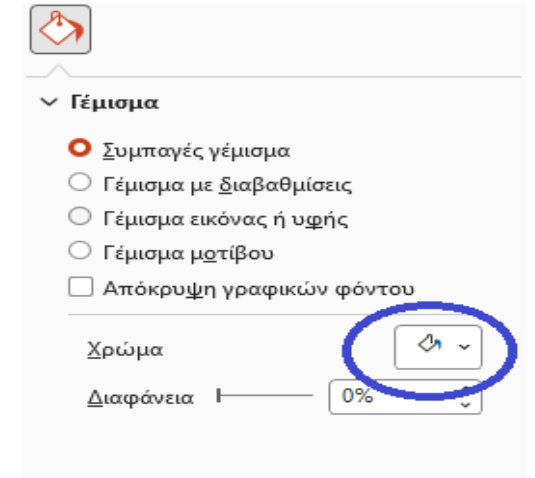 Γέμισμα
Συμπαγές γέμισμα
Γέμισμα με διαβαθμίσεις
Γέμισμα εικόνας ή υφής
Γέμισμα μοτίβου
Απόκρυψη γραφικών φόντου
Χρώμα
Διαφάνεια 0%